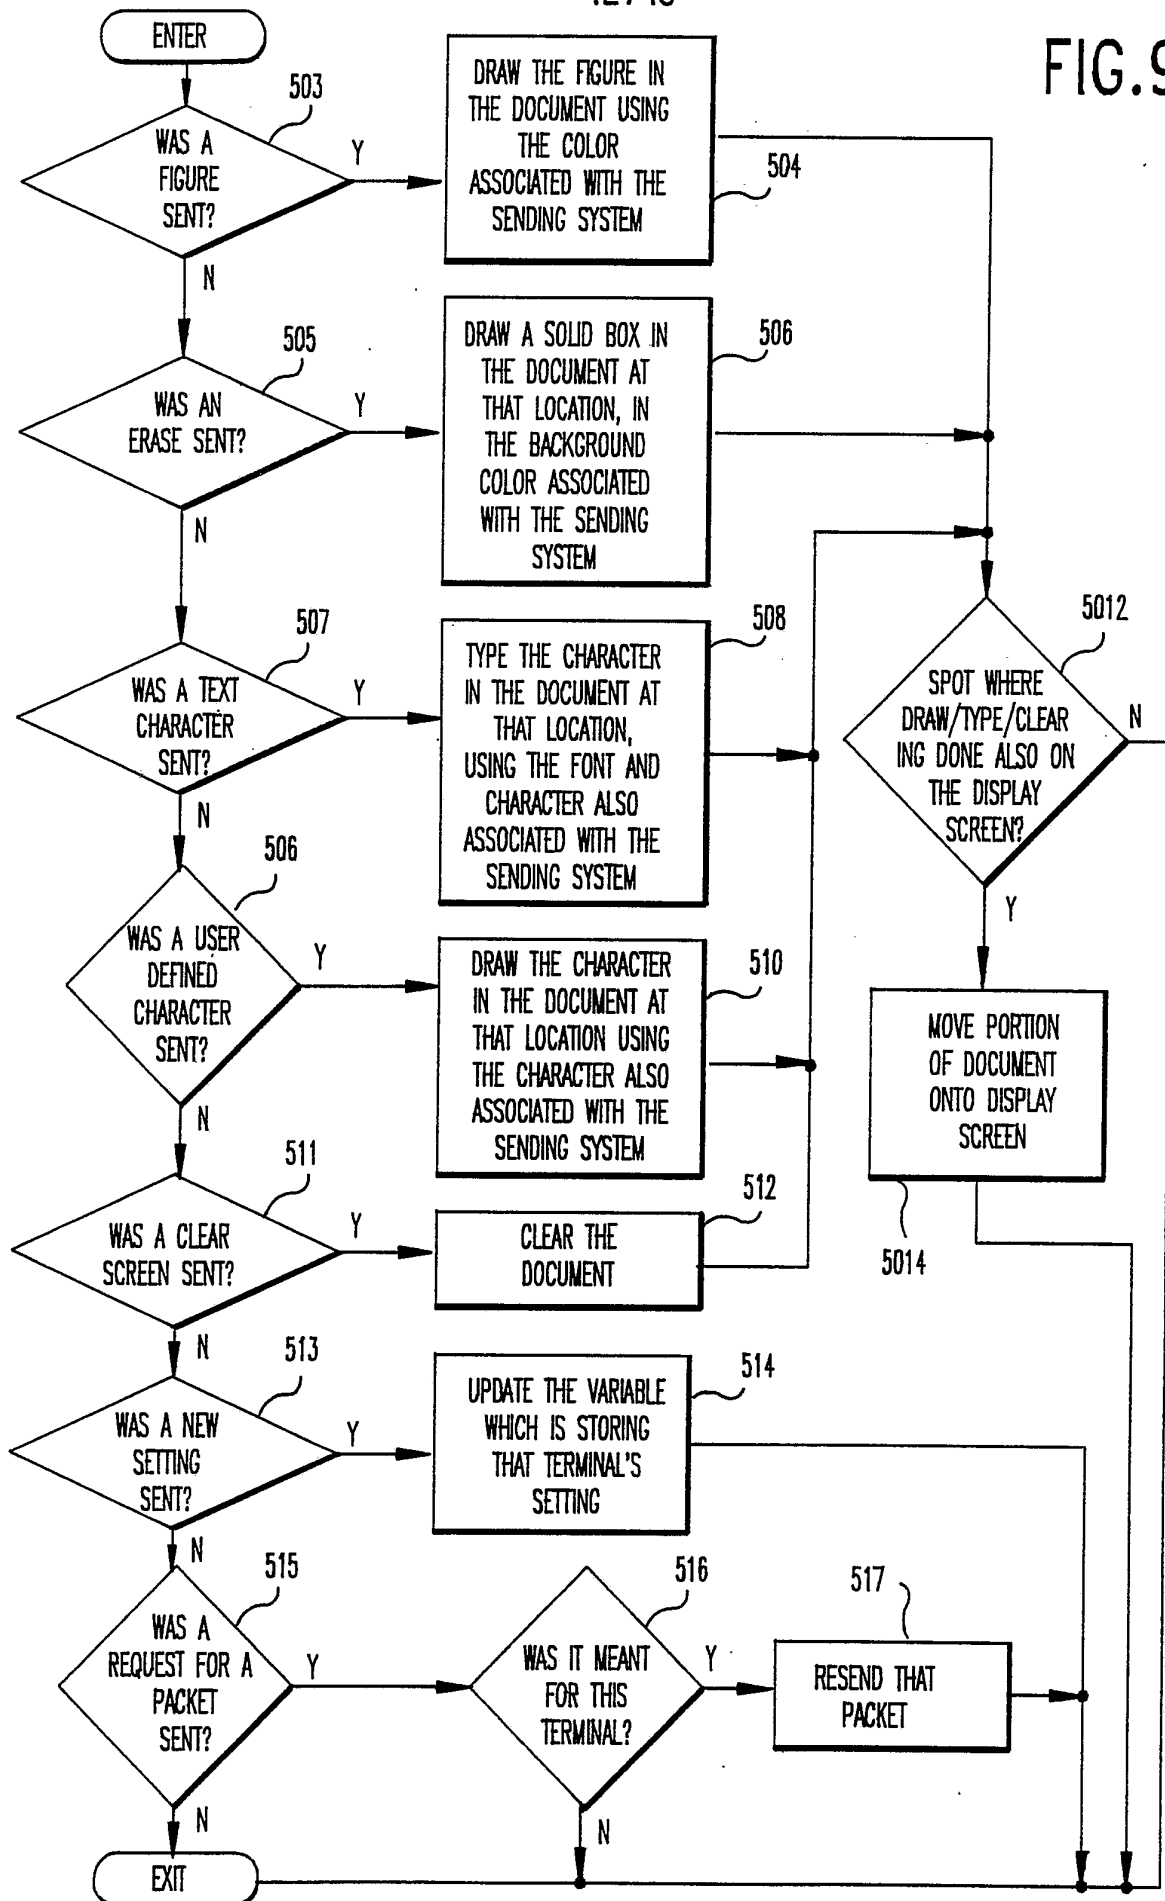 ENTER
FIG.9
503
WAS A
FIGURE
SENT?
Y
N
DRAW THE FIGURE IN
THE DOCUMENT USING
THE COLOR
ASSOCIATED WITH THE
SENDING SYSTEM
504
505
WAS AN
ERASE SENT?
Y
N
DRAW A SOLID BOX IN
THE DOCUMENT AT
THAT LOCATION, IN
THE BACKGROUND
COLOR ASSOCIATED
WITH THE SENDING
SYSTEM
506
507
WAS A TEXT
CHARACTER
SENT?
Y
N
TYPE THE CHARACTER
IN THE DOCUMENT AT
THAT LOCATION,
USING THE FONT AND
CHARACTER ALSO
ASSOCIATED WITH THE
SENDING SYSTEM
508
5012
SPOT WHERE
DRAW/TYPE/CLEAR
ING DONE ALSO ON
THE DISPLAY
SCREEN?
N
Y
506
WAS A USER
DEFINED
CHARACTER
SENT?
Y
N
DRAW THE CHARACTER
IN THE DOCUMENT AT
THAT LOCATION USING
THE CHARACTER ALSO
ASSOCIATED WITH THE
SENDING SYSTEM
510
MOVE PORTION
OF DOCUMENT
ONTO DISPLAY
SCREEN
5014
511
WAS A CLEAR
SCREEN SENT?
Y
N
CLEAR THE
DOCUMENT
512
513
WAS A NEW
SETTING
SENT?
Y
N
UPDATE THE VARIABLE
WHICH IS STORING
THAT TERMINAL'S
SETTING
514
515
WAS A
REQUEST FOR A
PACKET
SENT?
Y
N
516
WAS IT MEANT
FOR THIS
TERMINAL?
Y
N
517
RESEND THAT
PACKET
EXIT